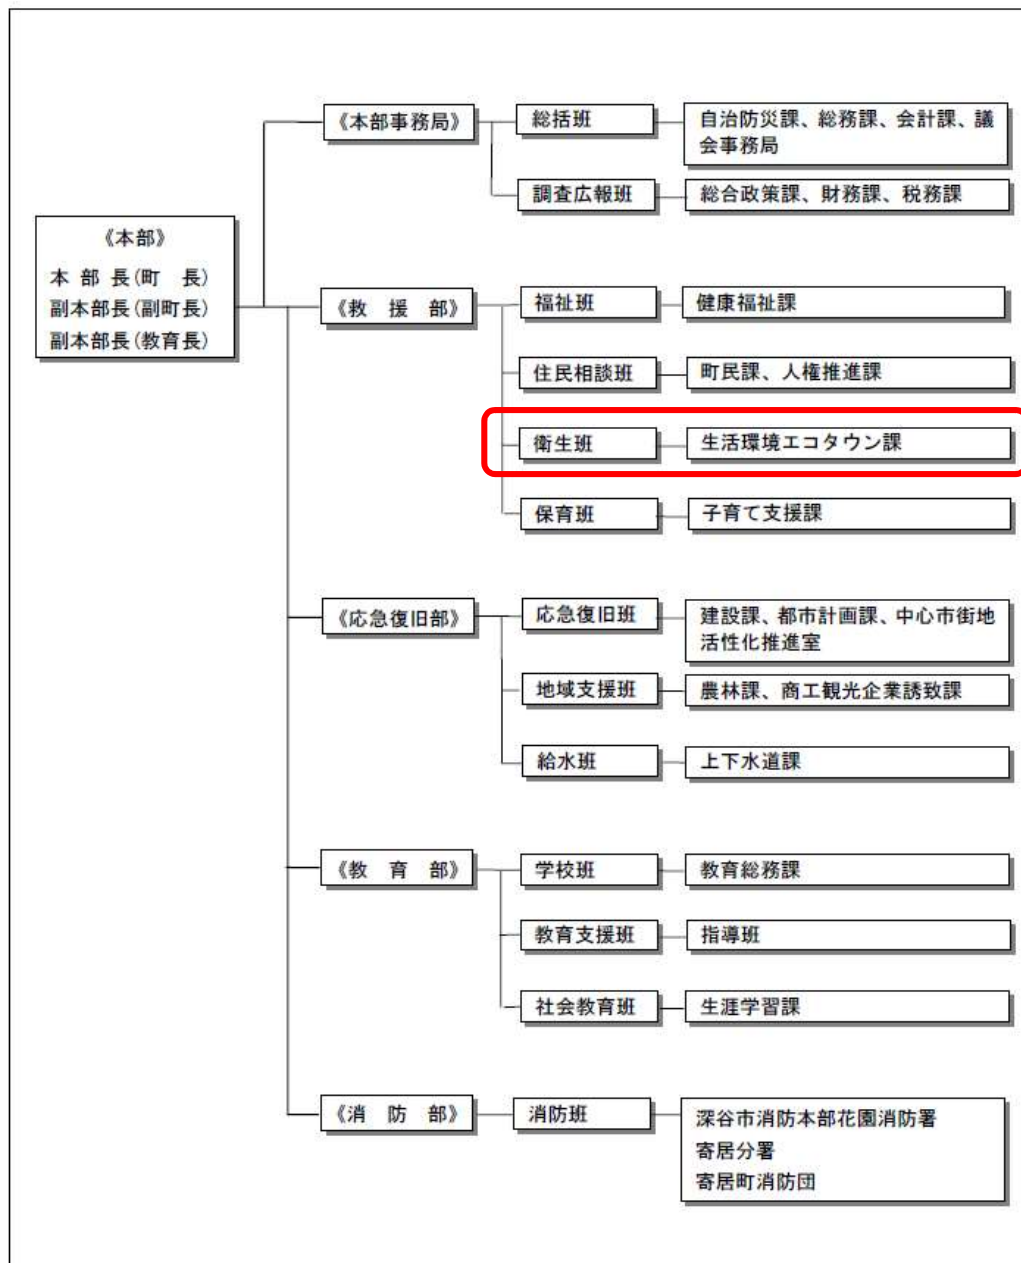 《本部》
本 部 長(町　長)
副本部長(副町長)
副本部長(教育長)
《本部事務局》
総括班
自治防災課、総務課、会計課、議
会事務局
調査広報班
総合政策課、財務課、税務課
《救　援　部》
福祉班
健康福祉課
住民相談班
町民課、人権推進課
衛生班
生活環境エコタウン課
保育班
子育て支援課
《応急復旧部》
応急復旧班
建設課、都市計画課、中心市街地
活性化推進室
地域支援班
農林課、商工観光企業誘致課
給水班
上下水道課
《教　育　部》
学校班
教育総務課
教育支援班
指導班
社会教育班
生涯学習課
《消　防　部》
消防班
深谷市消防本部花園消防署
寄居分署
寄居町消防団